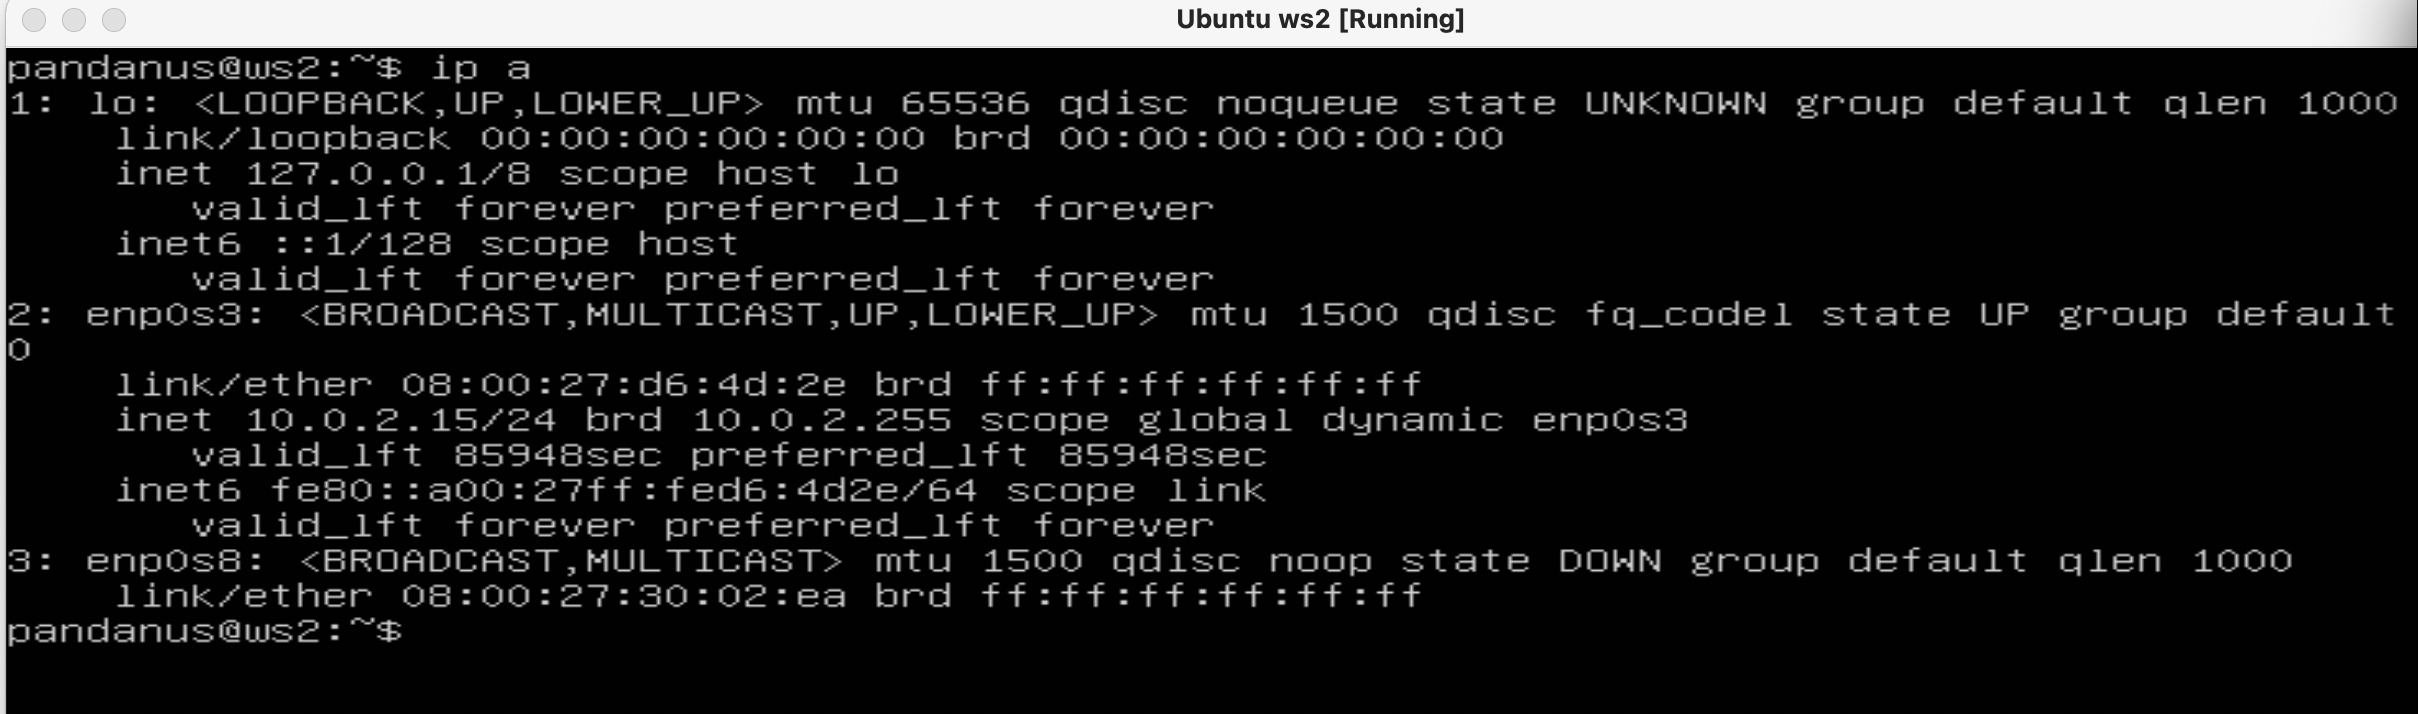 Ubuntu ws2 [Running]
pandanus@ws2:~$ ip a
1: lo: <LOOPBACK,UP,LOWER_UP> mtu 65536 qdisc noqueue state UNKNOWN group default qlen 1000
    link/loopback 00:00:00:00:00:00 brd 00:00:00:00:00:00
    inet 127.0.0.1/8 scope host lo
       valid_lft forever preferred_lft forever
    inet6 ::1/128 scope host
       valid_lft forever preferred_lft forever
2: enp0s3: <BROADCAST,MULTICAST,UP,LOWER_UP> mtu 1500 qdisc fq_codel state UP group default
0
    link/ether 08:00:27:d6:4d:2e brd ff:ff:ff:ff:ff:ff
    inet 10.0.2.15/24 brd 10.0.2.255 scope global dynamic enp0s3
       valid_lft 85948sec preferred_lft 85948sec
    inet6 fe80::a00:27ff:fed6:4d2e/64 scope link
       valid_lft forever preferred_lft forever
3: enp0s8: <BROADCAST,MULTICAST> mtu 1500 qdisc noop state DOWN group default qlen 1000
    link/ether 08:00:27:30:02:ea brd ff:ff:ff:ff:ff:ff
pandanus@ws2:~$